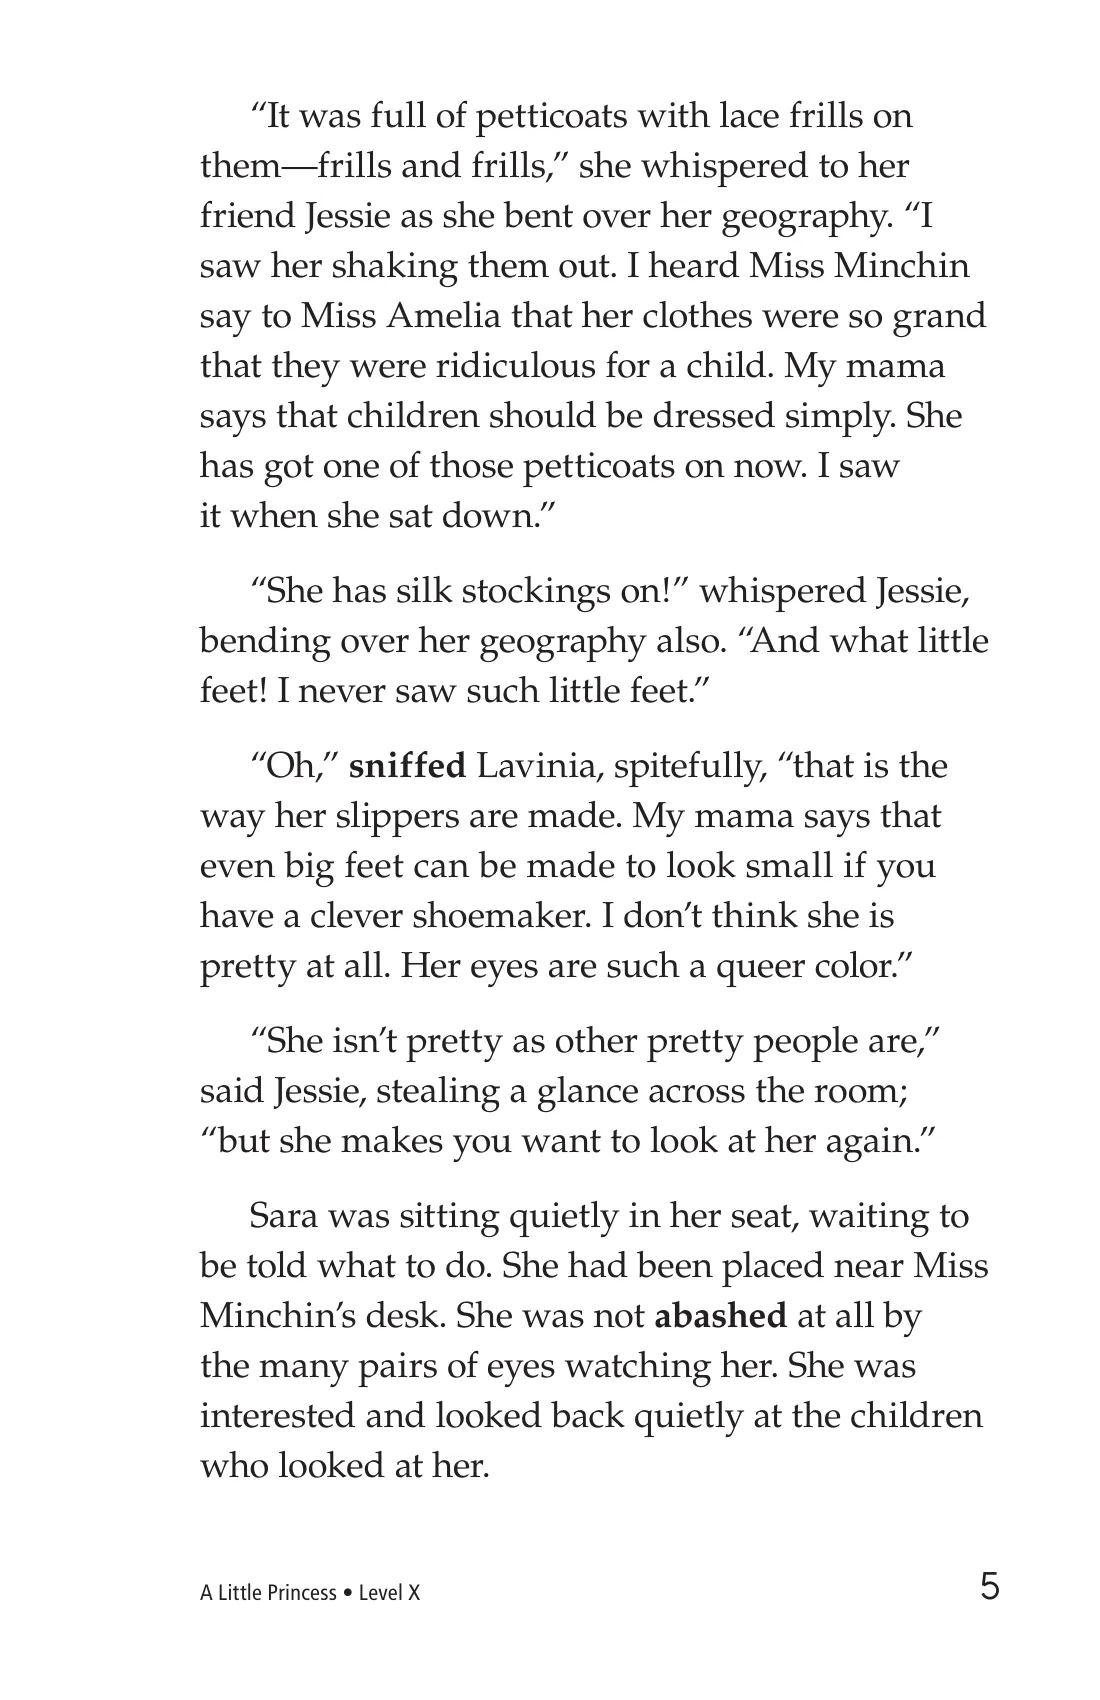 “It was full of petticoats with lace frills on
them—frills and frills,” she whispered to her
friend Jessie as she bent over her geography. “I
saw her shaking them out. I heard Miss Minchin
say to Miss Amelia that her clothes were so grand
that they were ridiculous for a child. My mama
says that children should be dressed simply. She
has got one of those petticoats on now. I saw
it when she sat down.”
“She has silk stockings on!” whispered Jessie,
bending over her geography also. “And what little
feet! I never saw such little feet.”
“Oh,” sniffed Lavinia, spitefully, “that is the
way her slippers are made. My mama says that
even big feet can be made to look small if you
have a clever shoemaker. I don’t think she is
pretty at all. Her eyes are such a queer color.”
“She isn’t pretty as other pretty people are,”
said Jessie, stealing a glance across the room;
“but she makes you want to look at her again.”
Sara was sitting quietly in her seat, waiting to
be told what to do. She had been placed near Miss
Minchin’s desk. She was not abashed at all by
the many pairs of eyes watching her. She was
interested and looked back quietly at the children
who looked at her.
A Little Princess • Level X 5